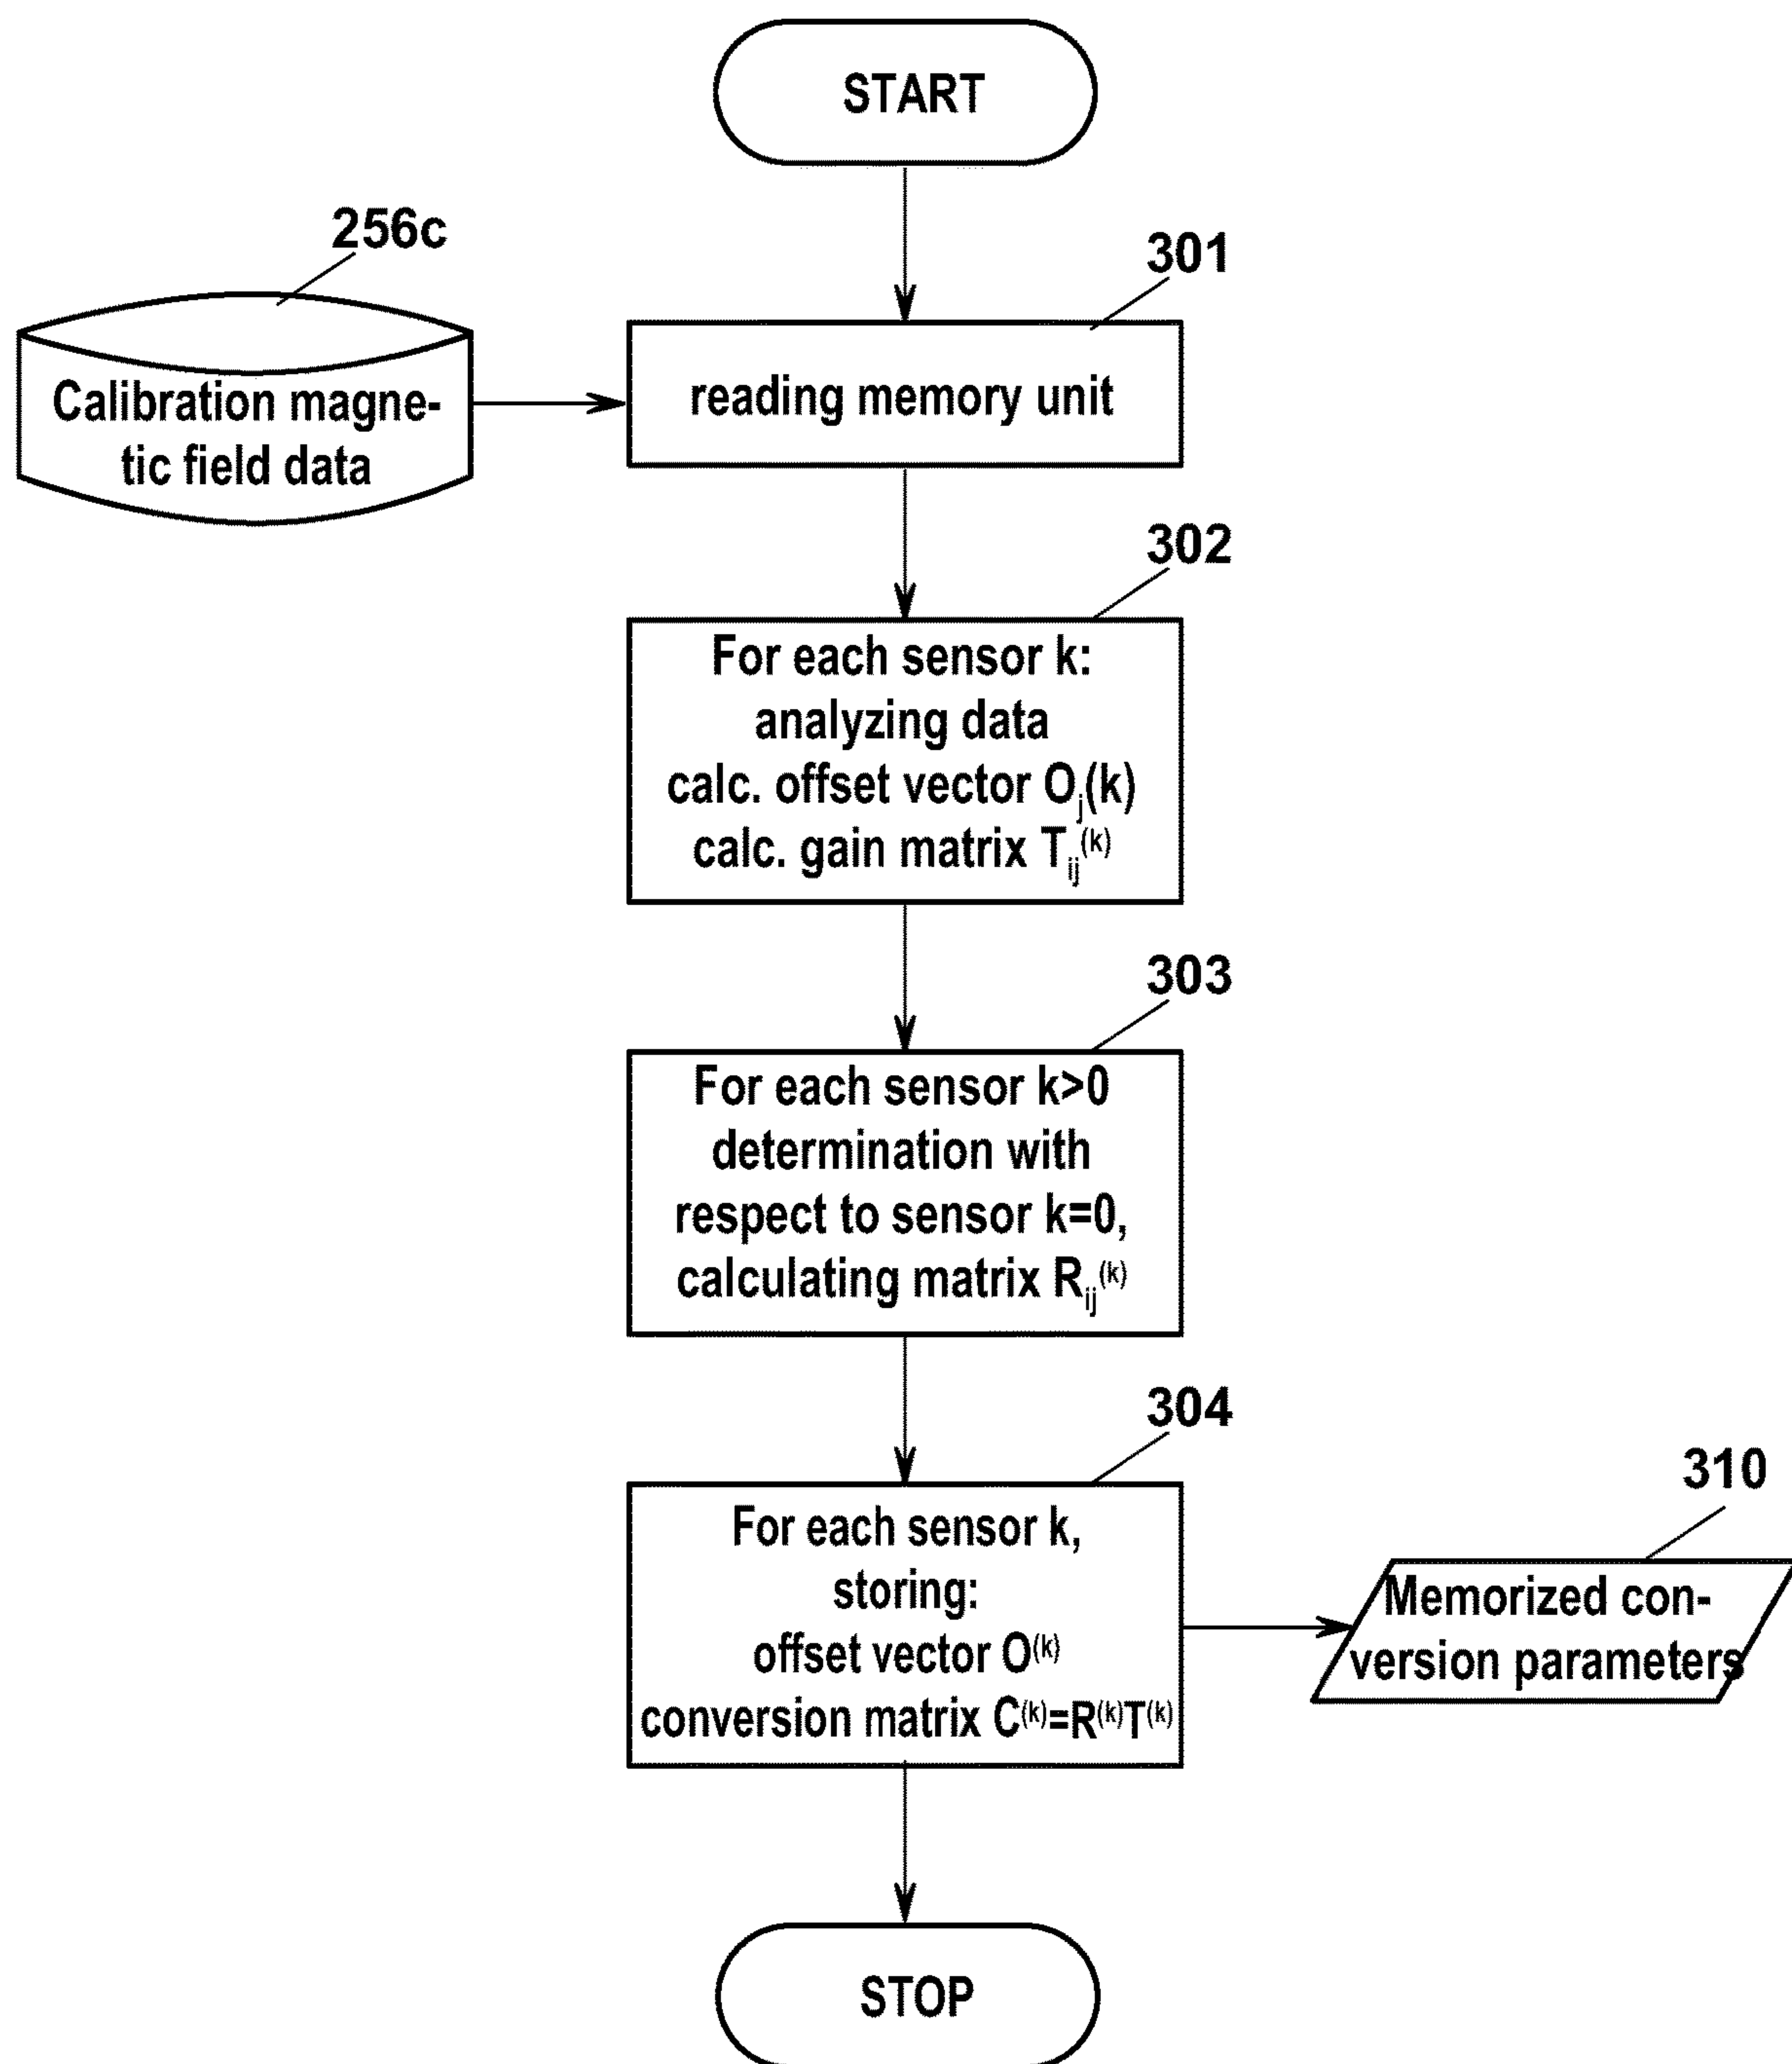 START
256c
301
Calibration magne-
tic field data
reading memory unit
302
For each sensor k:
analyzing data
calc. offset vector Oj(k)
calc. gain matrix Tij(k)
303
For each sensor k>0
determination with
respect to sensor k=0,
calculating matrix Rij(k)
304
For each sensor k,
storing:
offset vector O(k)
conversion matrix C(k)=R(k)T(k)
310
Memorized con-
version parameters
STOP